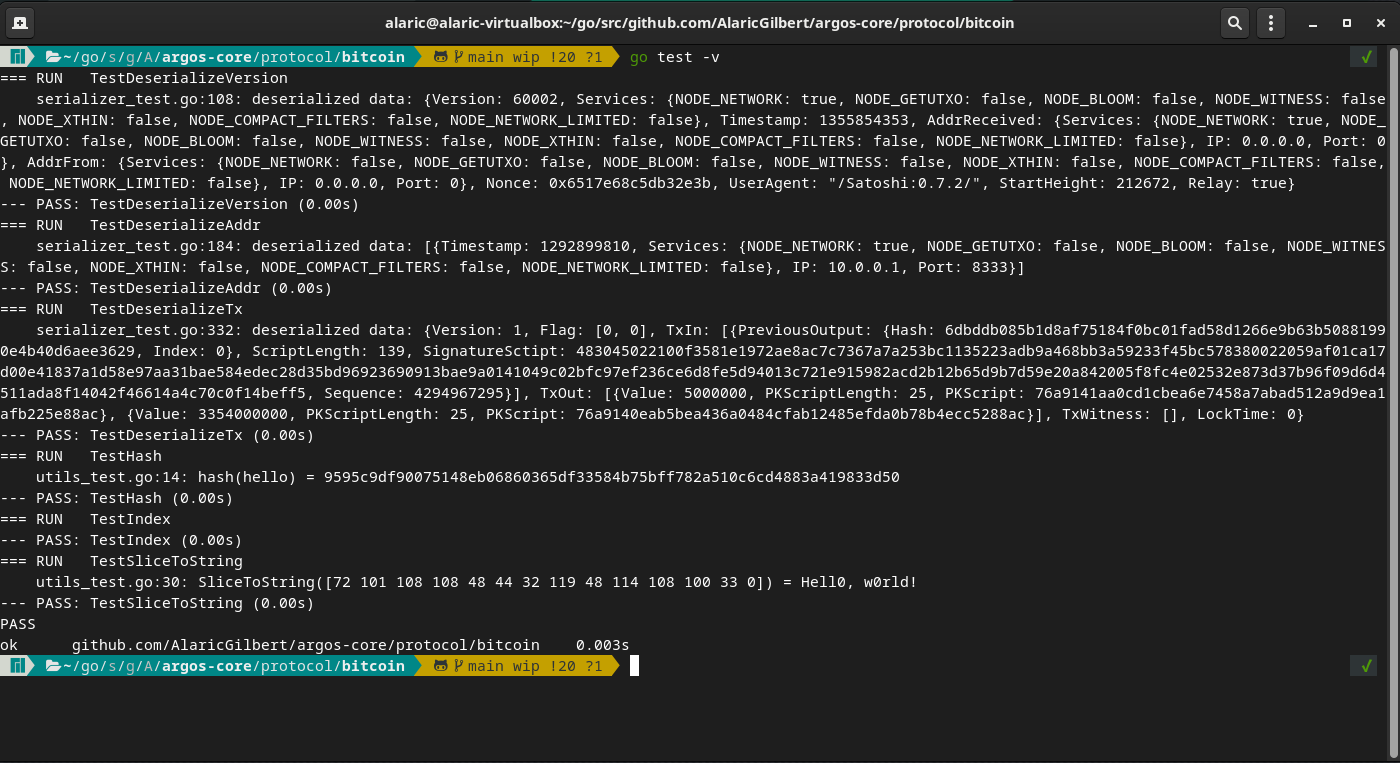 alaric@alaric-virtualbox:~/go/src/github.com/AlaricGilbert/argos-core/protocol/bitcoin
~/go/s/g/A/argos-core/protocol/bitcoin main wip !20 ?1 go test -v √
=== RUN   TestDeserializeVersion
    serializer_test.go:108: deserialized data: {Version: 60002, Services: {NODE_NETWORK: true, NODE_GETUTXO: false, NODE_BLOOM: false, NODE_WITNESS: false
, NODE_XTHIN: false, NODE_COMPACT_FILTERS: false, NODE_NETWORK_LIMITED: false}, Timestamp: 1355854353, AddrReceived: {Services: {NODE_NETWORK: true, NODE_
GETUTXO: false, NODE_BLOOM: false, NODE_WITNESS: false, NODE_XTHIN: false, NODE_COMPACT_FILTERS: false, NODE_NETWORK_LIMITED: false}, IP: 0.0.0.0, Port: 0
}, AddrFrom: {Services: {NODE_NETWORK: false, NODE_GETUTXO: false, NODE_BLOOM: false, NODE_WITNESS: false, NODE_XTHIN: false, NODE_COMPACT_FILTERS: false,
 NODE_NETWORK_LIMITED: false}, IP: 0.0.0.0, Port: 0}, Nonce: 0x6517e68c5db32e3b, UserAgent: "/Satoshi:0.7.2/", StartHeight: 212672, Relay: true}
--- PASS: TestDeserializeVersion (0.00s)
=== RUN   TestDeserializeAddr
    serializer_test.go:184: deserialized data: [{Timestamp: 1292899810, Services: {NODE_NETWORK: true, NODE_GETUTXO: false, NODE_BLOOM: false, NODE_WITNES
S: false, NODE_XTHIN: false, NODE_COMPACT_FILTERS: false, NODE_NETWORK_LIMITED: false}, IP: 10.0.0.1, Port: 8333}]
--- PASS: TestDeserializeAddr (0.00s)
=== RUN   TestDeserializeTx
    serializer_test.go:332: deserialized data: {Version: 1, Flag: [0, 0], TxIn: [{PreviousOutput: {Hash: 6dbddb085b1d8af75184f0bc01fad58d1266e9b63b5088199
0e4b40d6aee3629, Index: 0}, ScriptLength: 139, SignatureSctipt: 483045022100f3581e1972ae8ac7c7367a7a253bc1135223adb9a468bb3a59233f45bc578380022059af01ca17
d00e41837a1d58e97aa31bae584edec28d35bd96923690913bae9a0141049c02bfc97ef236ce6d8fe5d94013c721e915982acd2b12b65d9b7d59e20a842005f8fc4e02532e873d37b96f09d6d4
511ada8f14042f46614a4c70c0f14beff5, Sequence: 4294967295}], TxOut: [{Value: 5000000, PKScriptLength: 25, PKScript: 76a9141aa0cd1cbea6e7458a7abad512a9d9ea1
afb225e88ac}, {Value: 3354000000, PKScriptLength: 25, PKScript: 76a9140eab5bea436a0484cfab12485efda0b78b4ecc5288ac}], TxWitness: [], LockTime: 0}
--- PASS: TestDeserializeTx (0.00s)
=== RUN   TestHash
    utils_test.go:14: hash(hello) = 9595c9df90075148eb06860365df33584b75bff782a510c6cd4883a419833d50
--- PASS: TestHash (0.00s)
=== RUN   TestIndex
--- PASS: TestIndex (0.00s)
=== RUN   TestSliceToString
    utils_test.go:30: SliceToString([72 101 108 108 48 44 32 119 48 114 108 100 33 0]) = Hell0, w0rld!
--- PASS: TestSliceToString (0.00s)
PASS
ok      github.com/AlaricGilbert/argos-core/protocol/bitcoin    0.003s
~/go/s/g/A/argos-core/protocol/bitcoin main wip !20 ?1 √